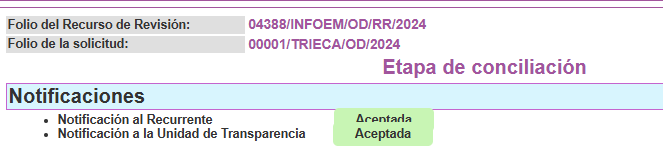 Folio del Recurso de Revisión: 04388/INFOEM/OD/RR/2024
Folio de la solicitud: 00001/TRIECA/OD/2024
Etapa de conciliación
Notificaciones
• Notificación al Recurrente Aceptada
• Notificación a la Unidad de Transparencia Aceptada